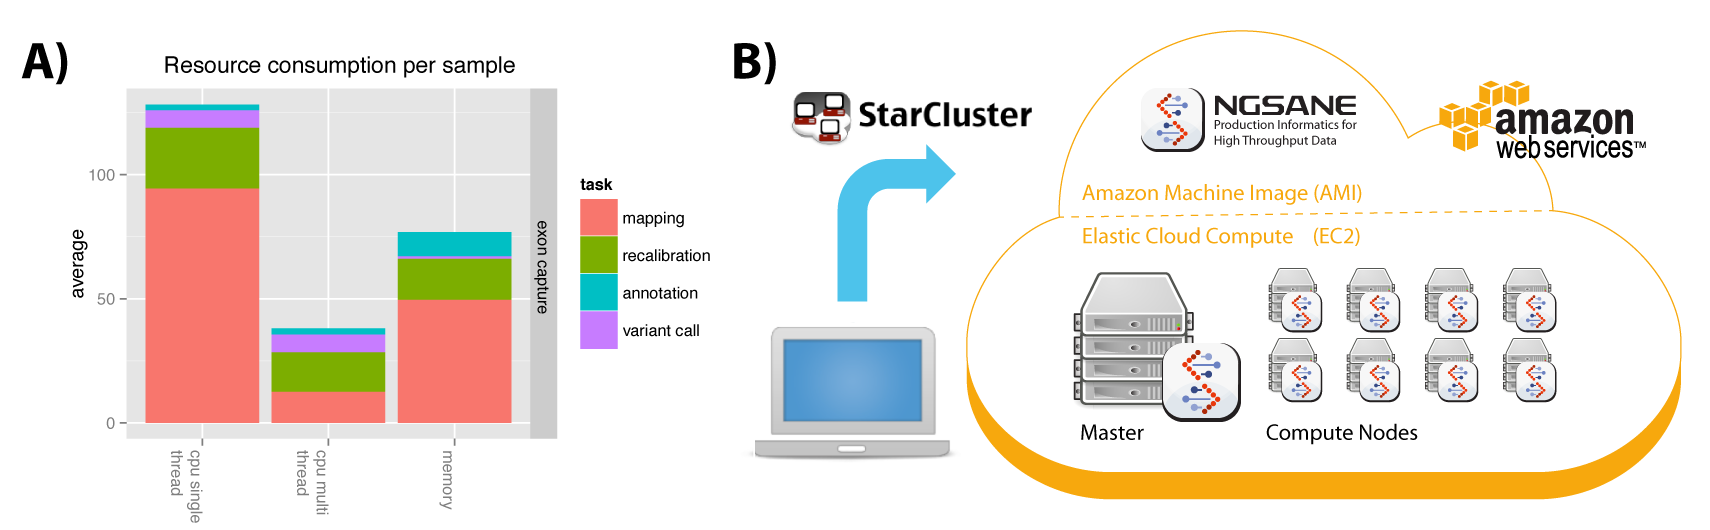 A)
Resource consumption per sample
average
100
50
0
cpu single
thread
cpu multi
thread
memory
exon capture
task
mapping
recalibration
annotation
variant call
B)
StarCluster
NGSANE
Production Informatics for
High Throughput Data
amazon
web services™
Amazon Machine Image (AMI)
Elastic Cloud Compute (EC2)
Master
Compute Nodes